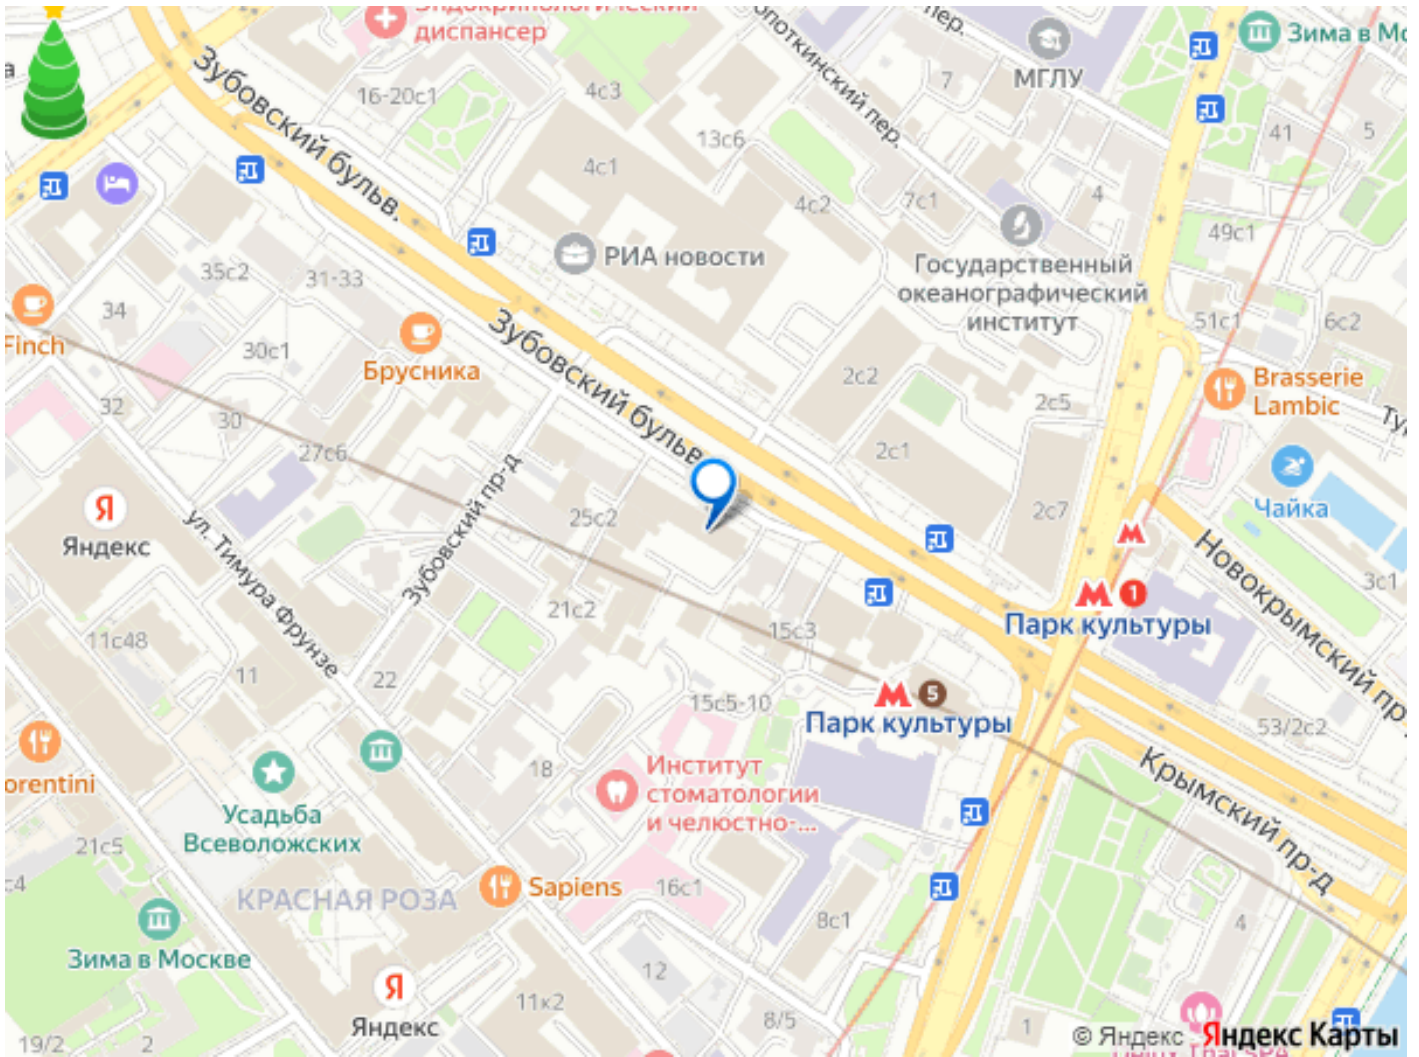 Эндокринологический
диспансер
Зубовский бульв.
16-20с1
4с3
13с6
4с1
4с2
7с1
7
пер.
МГЛУ
Зима в Мо
41
5
4
49с1
51с1
6с2
РИА новости
Государственный
океанографический
институт
35с2
31-33
34
30с1
Finch
Брусника
Зубовский бульв.
32
30
27с6
2с2
2с5
2с1
2с7
Brasserie
Lambic
Чайка
Яндекс
ул. Тимура Фрунзе
Зубовский пр-д
25с2
21с2
15с3
15с5-10
Парк культуры
1
Парк культуры
5
Новокрымский пр.
3с1
53/2с2
Крымский пр-д
11с48
11
22
18
Институт
стоматологии
и челюстно-...
Усадьба
Всеволожских
21с5
КРАСНАЯ РОЗА
Sapiens
16с1
8с1
4
Зима в Москве
12
Яндекс
11к2
8/5
1
19/2
2
© Яндекс Яндекс Карты